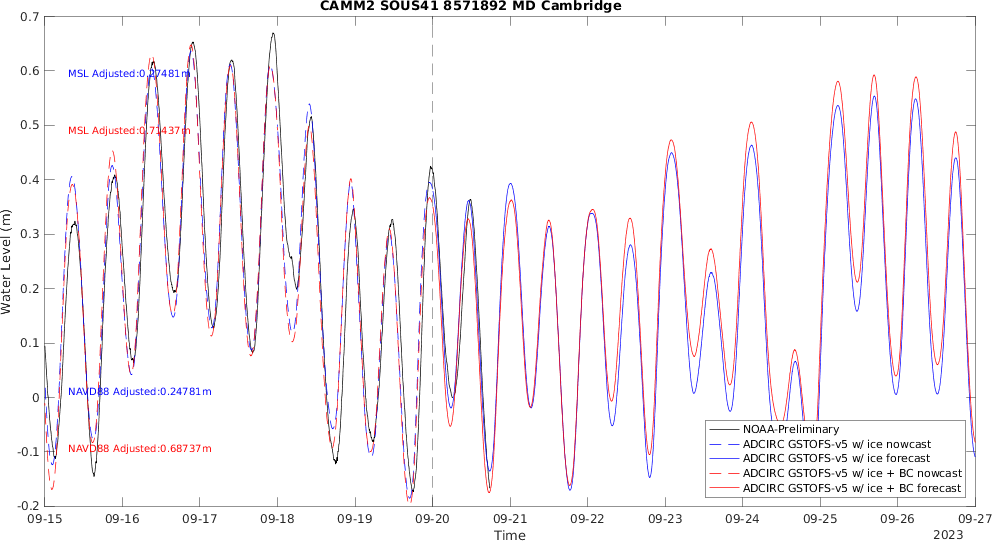 CAMM2 SOUS41 8571892 MD Cambridge
Water Level (m)
0.7
0.6
0.5
0.4
0.3
0.2
0.1
0
-0.1
-0.2
MSL Adjusted:0.27481m
MSL Adjusted:0.71437m
NAVD88 Adjusted:0.24781m
NAVD88 Adjusted:0.68737m
NOAA-Preliminary
ADCIRC GSTOFS-v5 w/ ice nowcast
ADCIRC GSTOFS-v5 w/ ice forecast
ADCIRC GSTOFS-v5 w/ ice + BC nowcast
ADCIRC GSTOFS-v5 w/ ice + BC forecast
09-15 09-16 09-17 09-18 09-19 09-20 09-21 09-22 09-23 09-24 09-25 09-26 09-27
Time
2023